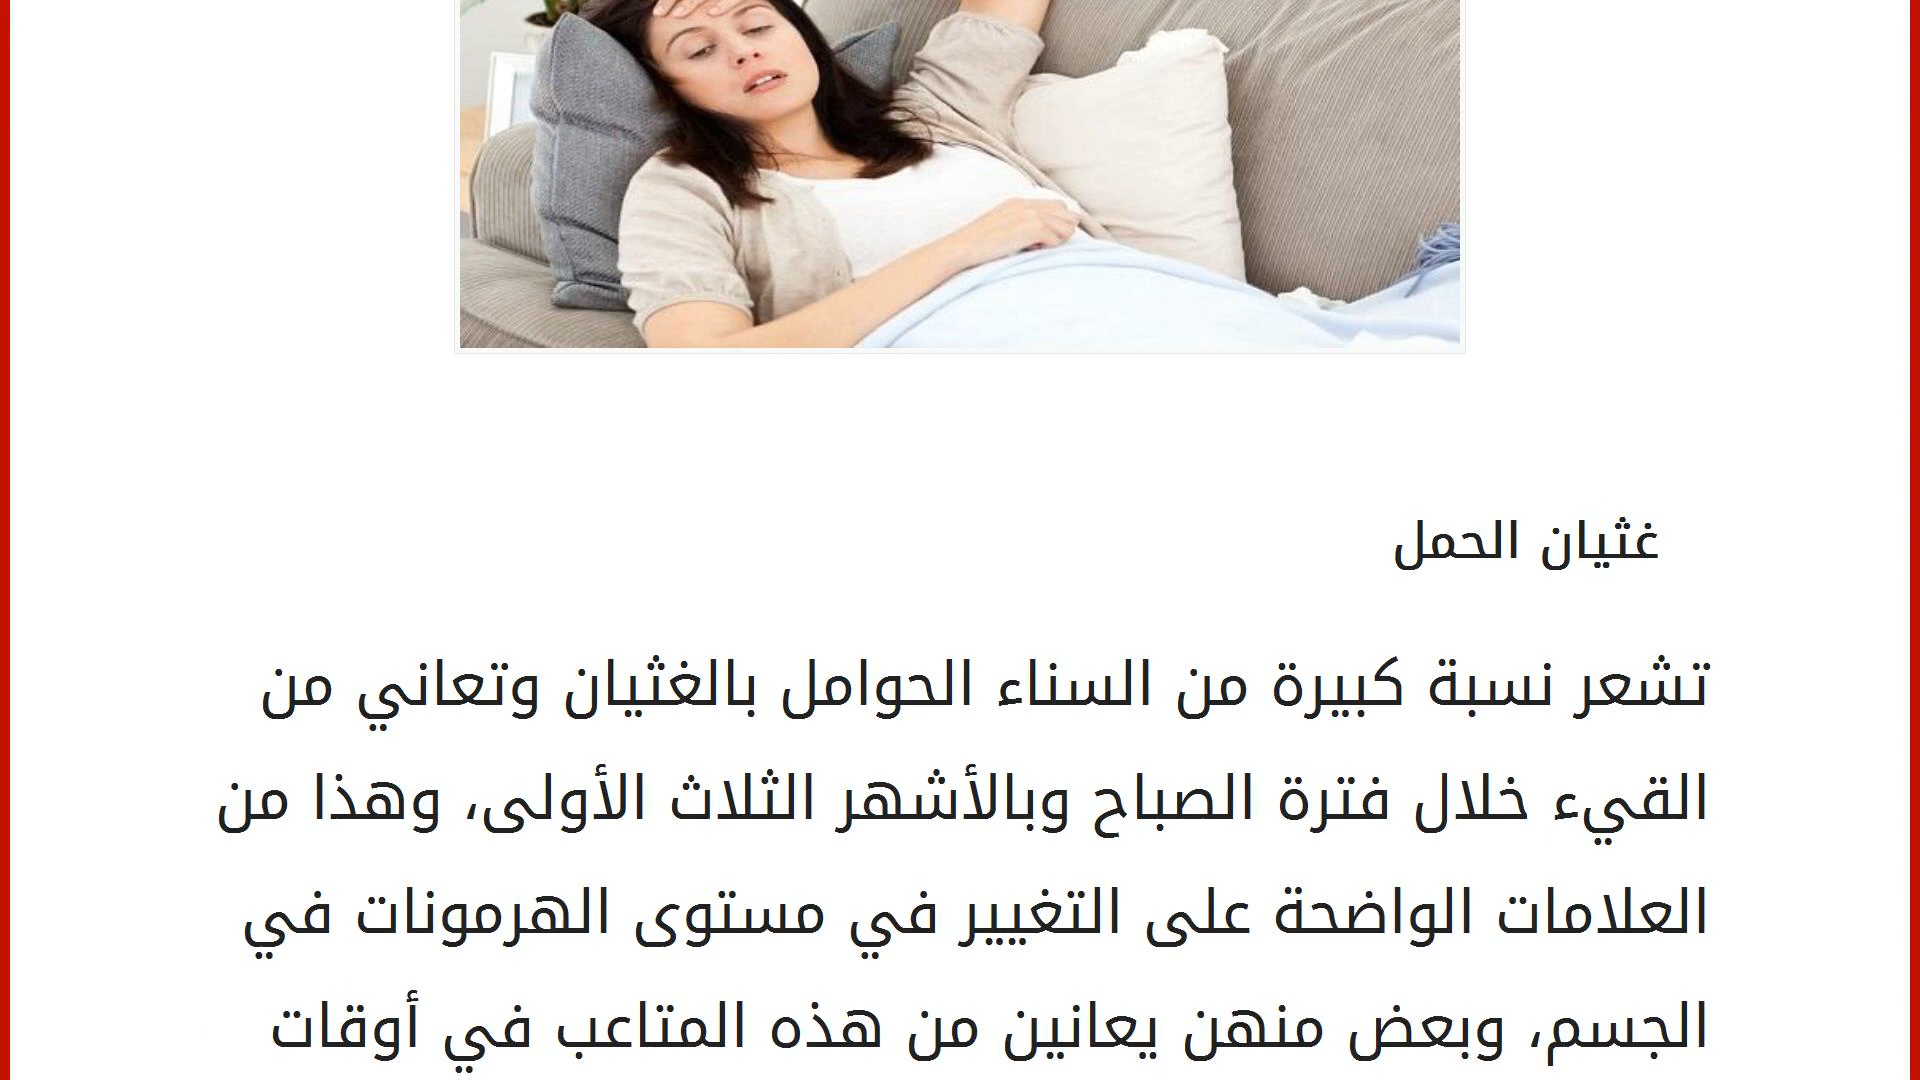 غثيان الحمل
تشعر نسبة كبيرة من السناء الحوامل بالغثيان وتعاني من
القيء خلال فترة الصباح وبالأشهر الثلاث الأولى، وهذا من
العلامات الواضحة على التغيير في مستوى الهرمونات في
الجسم، وبعض منهن يعانين من هذه المتاعب في أوقات